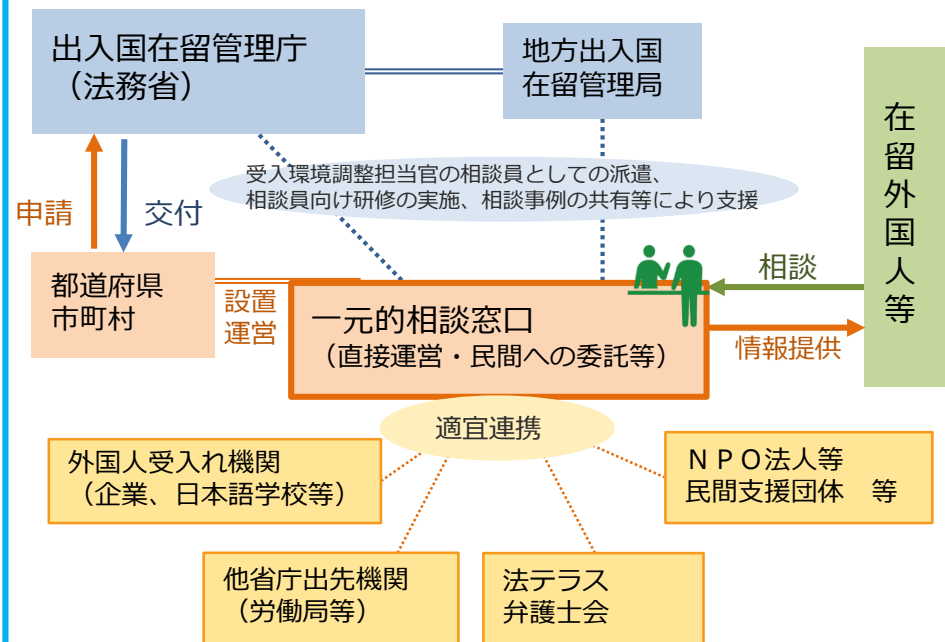 出入国在留管理庁
（法務省）
地方出入国
在留管理局
在留外国人等
受入環境調整担当官の相談員としての派遣、
相談員向け研修の実施、相談事例の共有等により支援
申請
交付
都道府県
市町村
設置
運営
一元的相談窓口
（直接運営・民間への委託等）
相談
情報提供
適宜連携
外国人受入れ機関
（企業、日本語学校等）
ＮＰＯ法人等
民間支援団体　等
他省庁出先機関
（労働局等）
法テラス
弁護士会